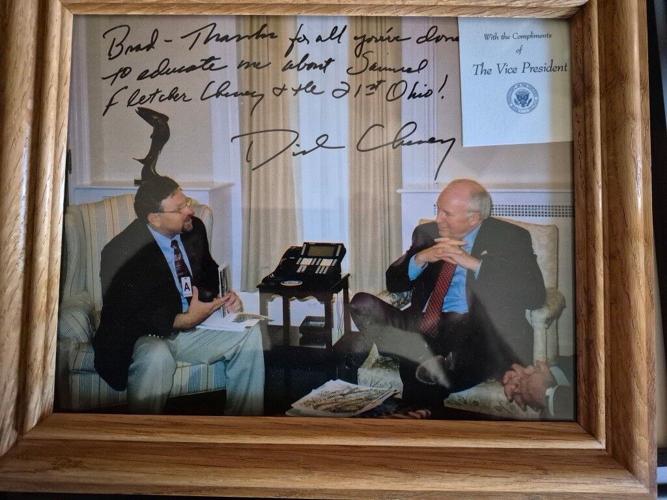 Brad - Thanks for all you've done
to educate me about Samuel
Fletcher Cheney & the 21st Ohio!
Dick Cheney
With the Compliments
of
The Vice President
A